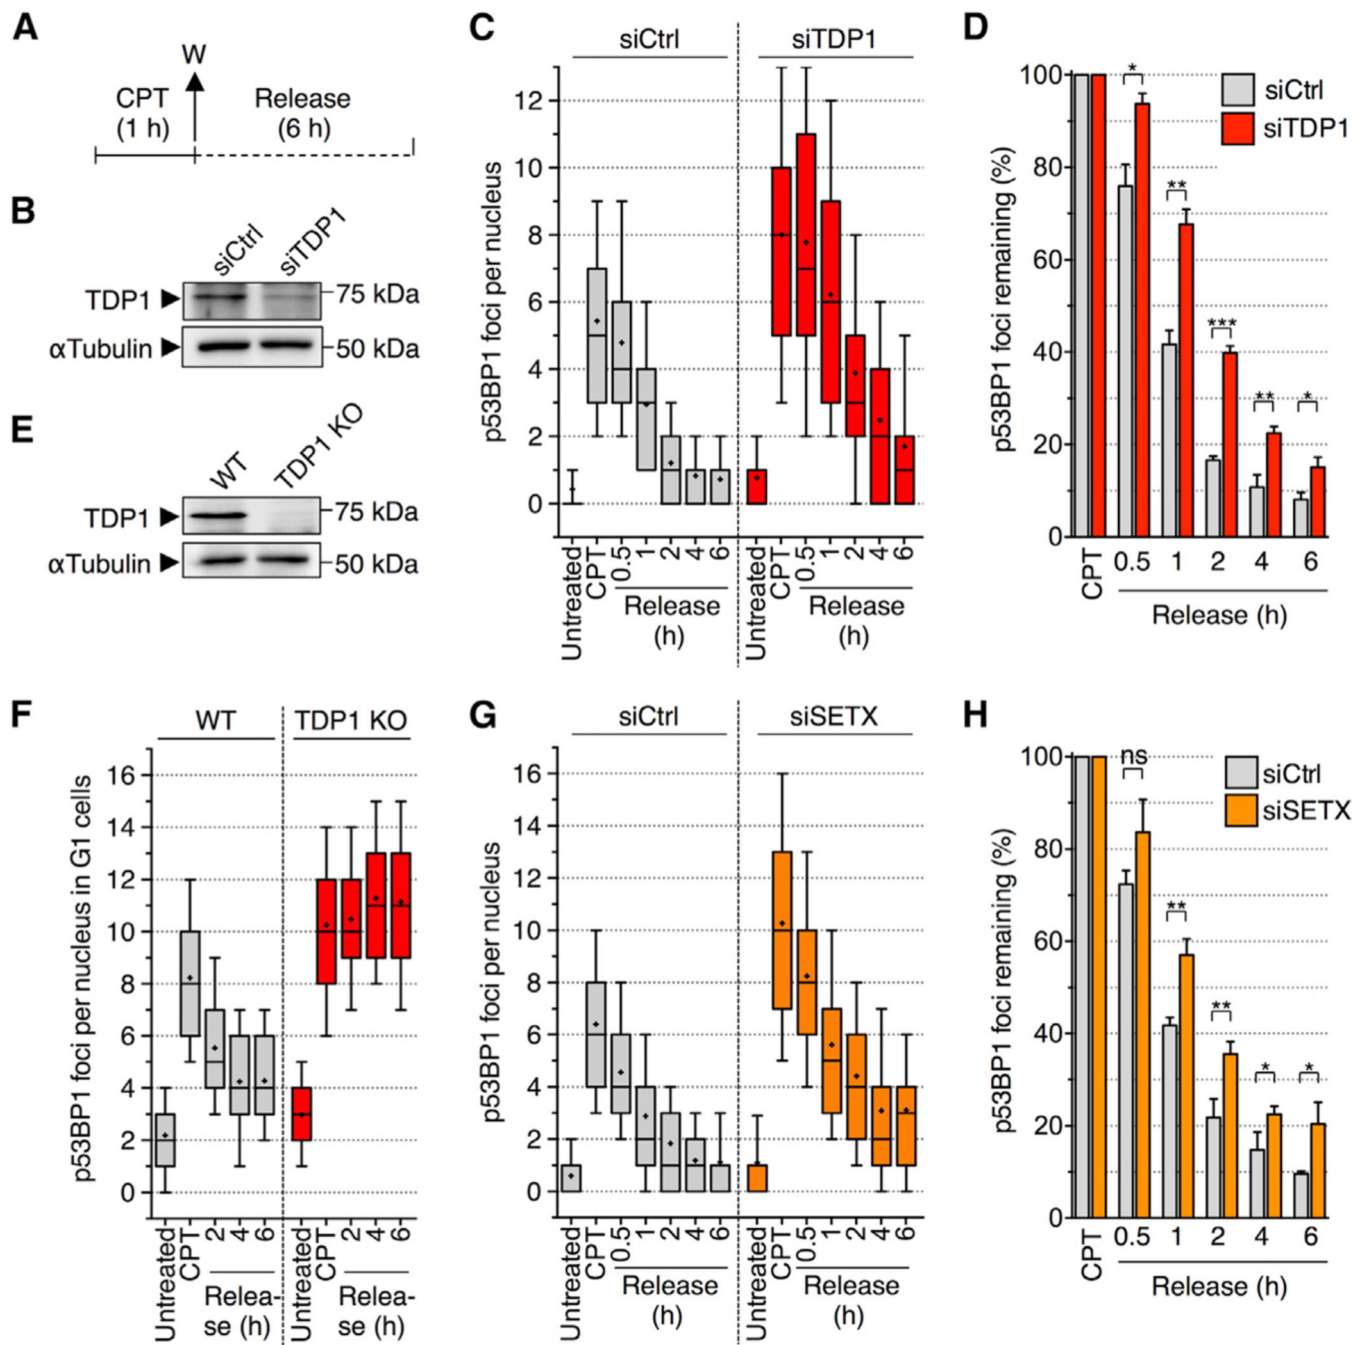 A
W
CPT
(1 h)
Release
(6 h)
B
siCtrl
siTDP1
TDP1
75 kDa
αTubulin
50 kDa
E
WT
TDP1 KO
TDP1
75 kDa
αTubulin
50 kDa
C
siCtrl
siTDP1
p53BP1 foci per nucleus
12
10
8
6
4
2
0
Untreated
CPT
0.5
1
2
4
6
Release
(h)
Untreated
CPT
0.5
1
2
4
6
Release
(h)
D
siCtrl
siTDP1
p53BP1 foci remaining (%)
100
80
60
40
20
0
*
**
***
**
*
CPT
0.5 1 2 4 6
Release (h)
F
WT
TDP1 KO
p53BP1 foci per nucleus in G1 cells
16
14
12
10
8
6
4
2
0
Untreated
CPT
2
4
6
Relea-
se (h)
Untreated
CPT
2
4
6
Relea-
se (h)
G
siCtrl
siSETX
p53BP1 foci per nucleus
16
14
12
10
8
6
4
2
0
Untreated
CPT
0.5
1
2
4
6
Release
(h)
Untreated
CPT
0.5
1
2
4
6
Release
(h)
H
siCtrl
siSETX
p53BP1 foci remaining (%)
100
80
60
40
20
0
ns
**
**
*
*
CPT
0.5 1 2 4 6
Release (h)